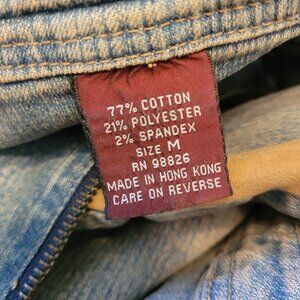 77% COTTON
21% POLYESTER
2% SPANDEX
SIZE M
RN 98826
MADE IN HONG KONG
CARE ON REVERSE